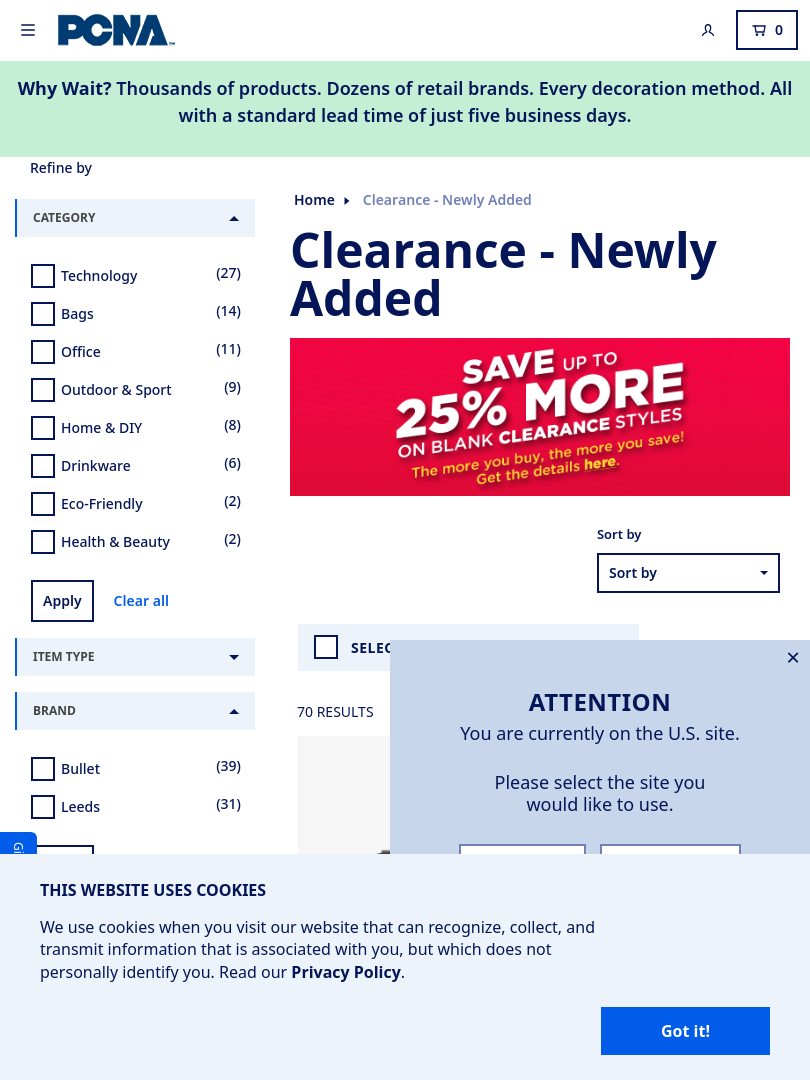 PCNA
0
Why Wait? Thousands of products. Dozens of retail brands. Every decoration method. All
with a standard lead time of just five business days.
Refine by
CATEGORY
Technology (27)
Bags (14)
Office (11)
Outdoor & Sport (9)
Home & DIY (8)
Drinkware (6)
Eco-Friendly (2)
Health & Beauty (2)
Apply Clear all
ITEM TYPE
BRAND
Bullet (39)
Leeds (31)
Home Clearance - Newly Added
Clearance - Newly
Added
SAVE UP TO
25% MORE
ON BLANK CLEARANCE STYLES
The more you buy, the more you save!
Get the details here.
Sort by
Sort by
70 RESULTS
ATTENTION
You are currently on the U.S. site.
Please select the site you
would like to use.
THIS WEBSITE USES COOKIES
We use cookies when you visit our website that can recognize, collect, and
transmit information that is associated with you, but which does not
personally identify you. Read our Privacy Policy.
Got it!